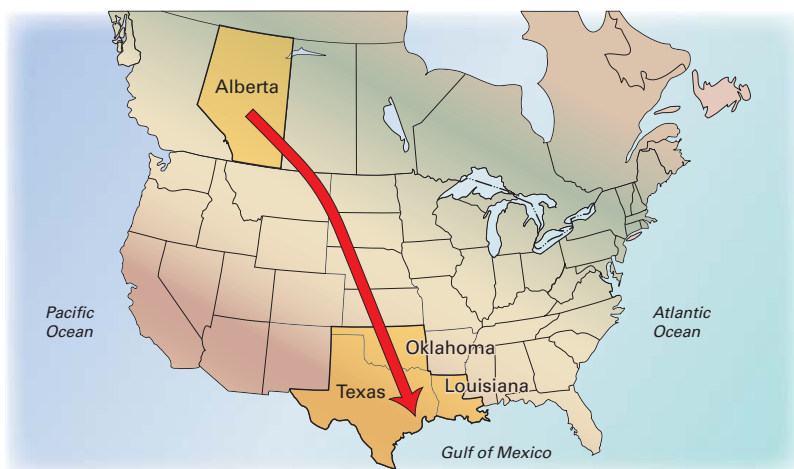 Alberta
Pacific
Ocean
Atlantic
Ocean
Oklahoma
Texas
Louisiana
Gulf of Mexico